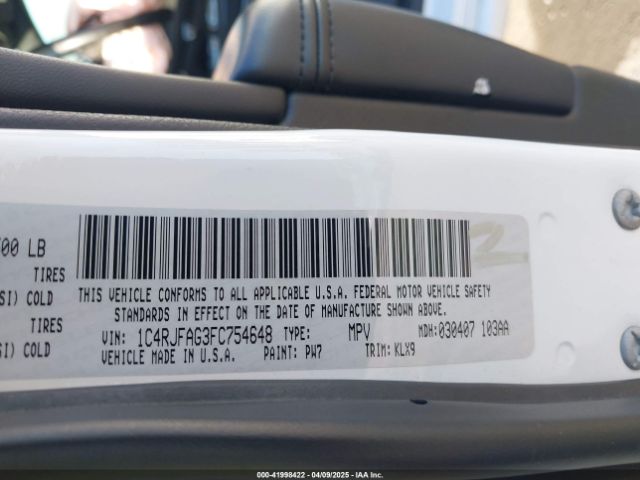 00 LB
TIRES
SI) COLD
TIRES
SI) COLD
THIS VEHICLE CONFORMS TO ALL APPLICABLE U.S.A. FEDERAL MOTOR VEHICLE SAFETY
STANDARDS IN EFFECT ON THE DATE OF MANUFACTURE SHOWN ABOVE.
VIN: 1C4RJFAG3FC754648 TYPE: MPV MDH:030407 103AA
VEHICLE MADE IN U.S.A. PAINT: PW7 TRIM: KLX9
2
000-41998422 | 04/09/2025 | IAA Inc.